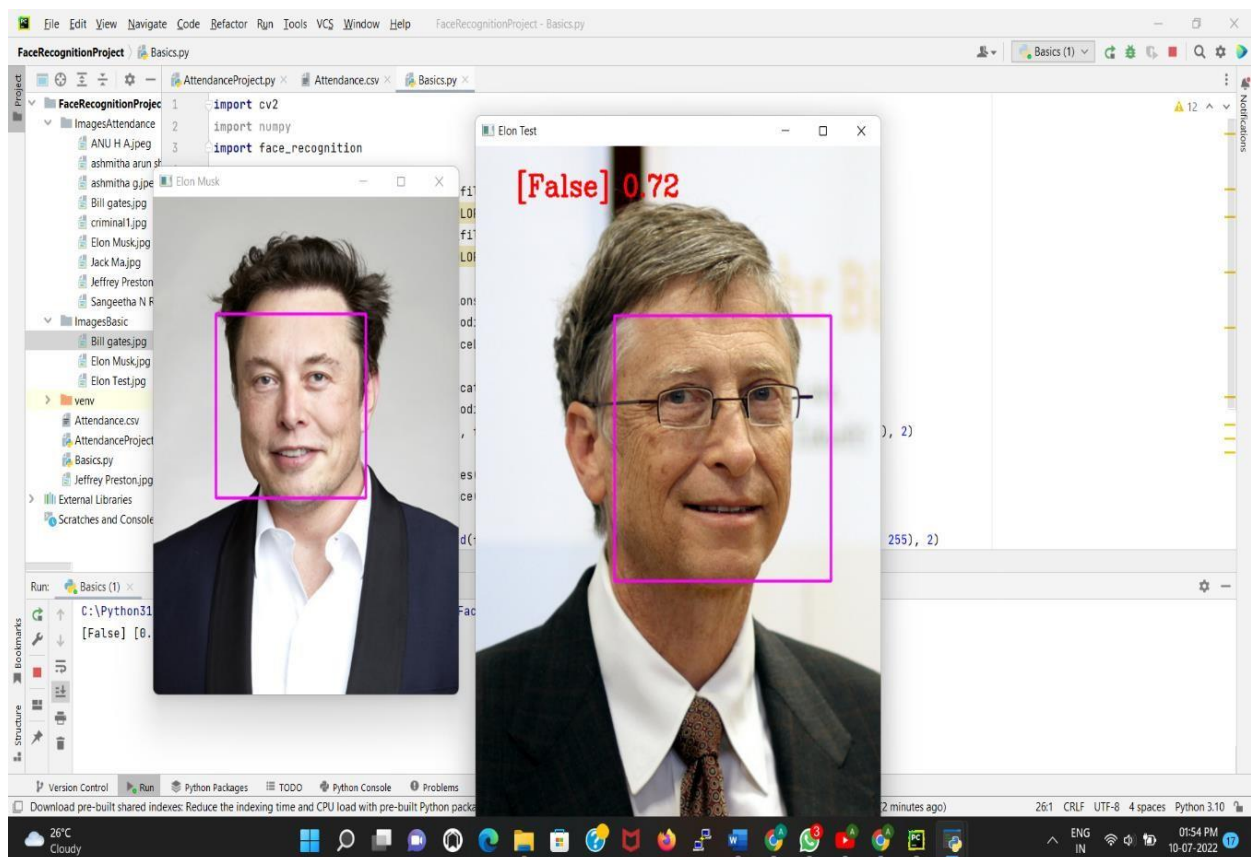 File Edit View Navigate Code Refactor Run Tools VCS Window Help FaceRecognitionProject - Basics.py
FaceRecognitionProject Basics.py
Basics (1)
Project
AttendanceProject.py Attendance.csv Basics.py
Notifications
FaceRecognitionProjec
ImagesAttendance
ANU H A.jpeg
ashmitha arun sh
ashmitha g.jpe
Bill gates.jpg
criminal1.jpg
Elon Musk.jpg
Jack Ma.jpg
Jeffrey Preston
Sangeetha N R
ImagesBasic
Bill gates.jpg
Elon Musk.jpg
Elon Test.jpg
venv
Attendance.csv
AttendanceProject
Basics.py
Jeffrey Preston.jpg
External Libraries
Scratches and Console
1 import cv2
2 import numpy
3 import face_recognition
12
Elon Musk
Elon Test
[False] 0.72
), 2)
255), 2)
Run: Basics (1)
C:\Python31
[False] [0.
Bookmarks
Structure
Version Control Run Python Packages TODO Python Console Problems
Download pre-built shared indexes: Reduce the indexing time and CPU load with pre-built Python packa
2 minutes ago) 26:1 CRLF UTF-8 4 spaces Python 3.10
26°C
Cloudy
3
ENG
IN
01:54 PM
10-07-2022
17